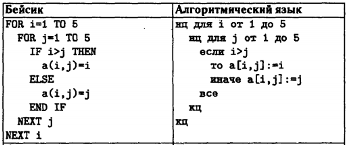 Бейсик
FOR i=1 TO 5
FOR j=1 TO 5
IF i>j THEN
a(i,j)=i
ELSE
a(i,j)=j
END IF
NEXT j
NEXT i
Алгоритмический язык
нц для i от 1 до 5
нц для j от 1 до 5
если i>j
то a[i,j]:=i
иначе a[i,j]:=j
все
кц
кц